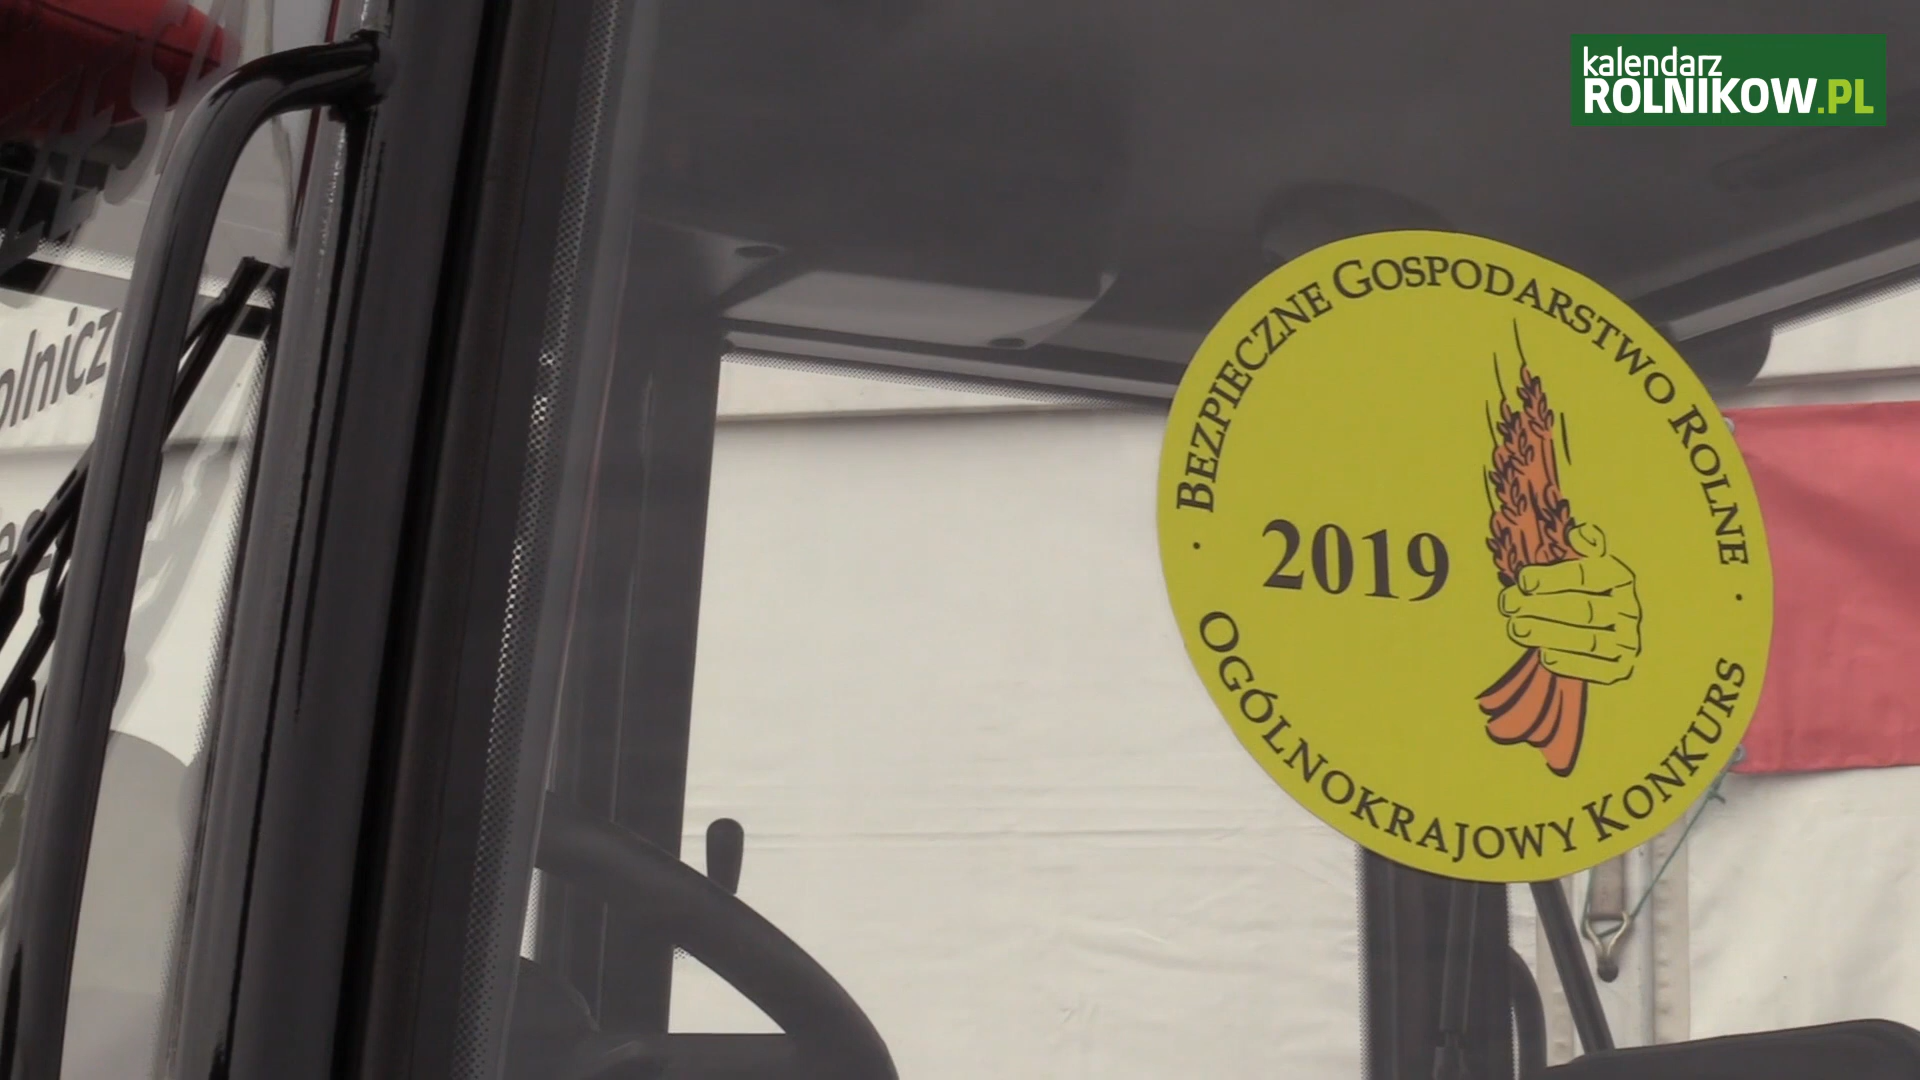 kalendarz
ROLNIKOW.PL
BEZPIECZNE GOSPODARSTWO ROLNE
2019
OGÓLNOKRAJOWY KONKURS